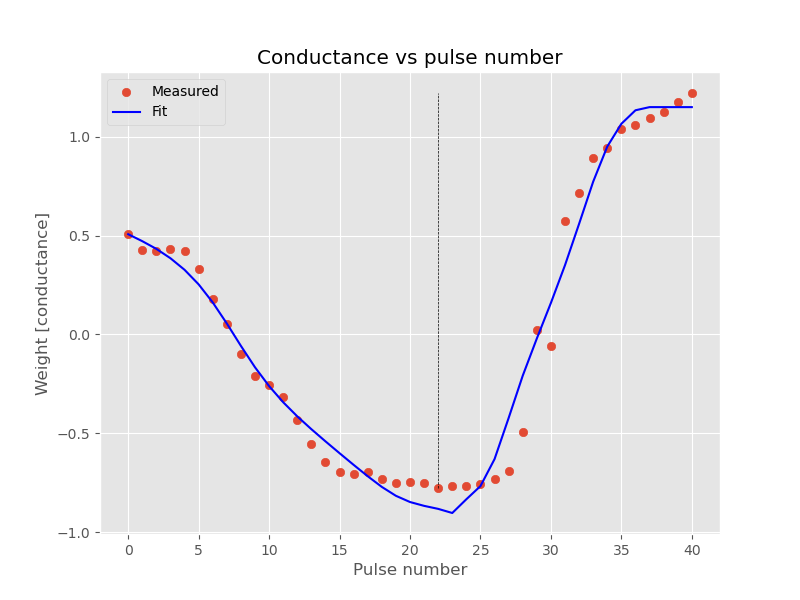 Conductance vs pulse number
Measured
Fit
Weight [conductance]
1.0
0.5
0.0
−0.5
−1.0
0 5 10 15 20 25 30 35 40
Pulse number